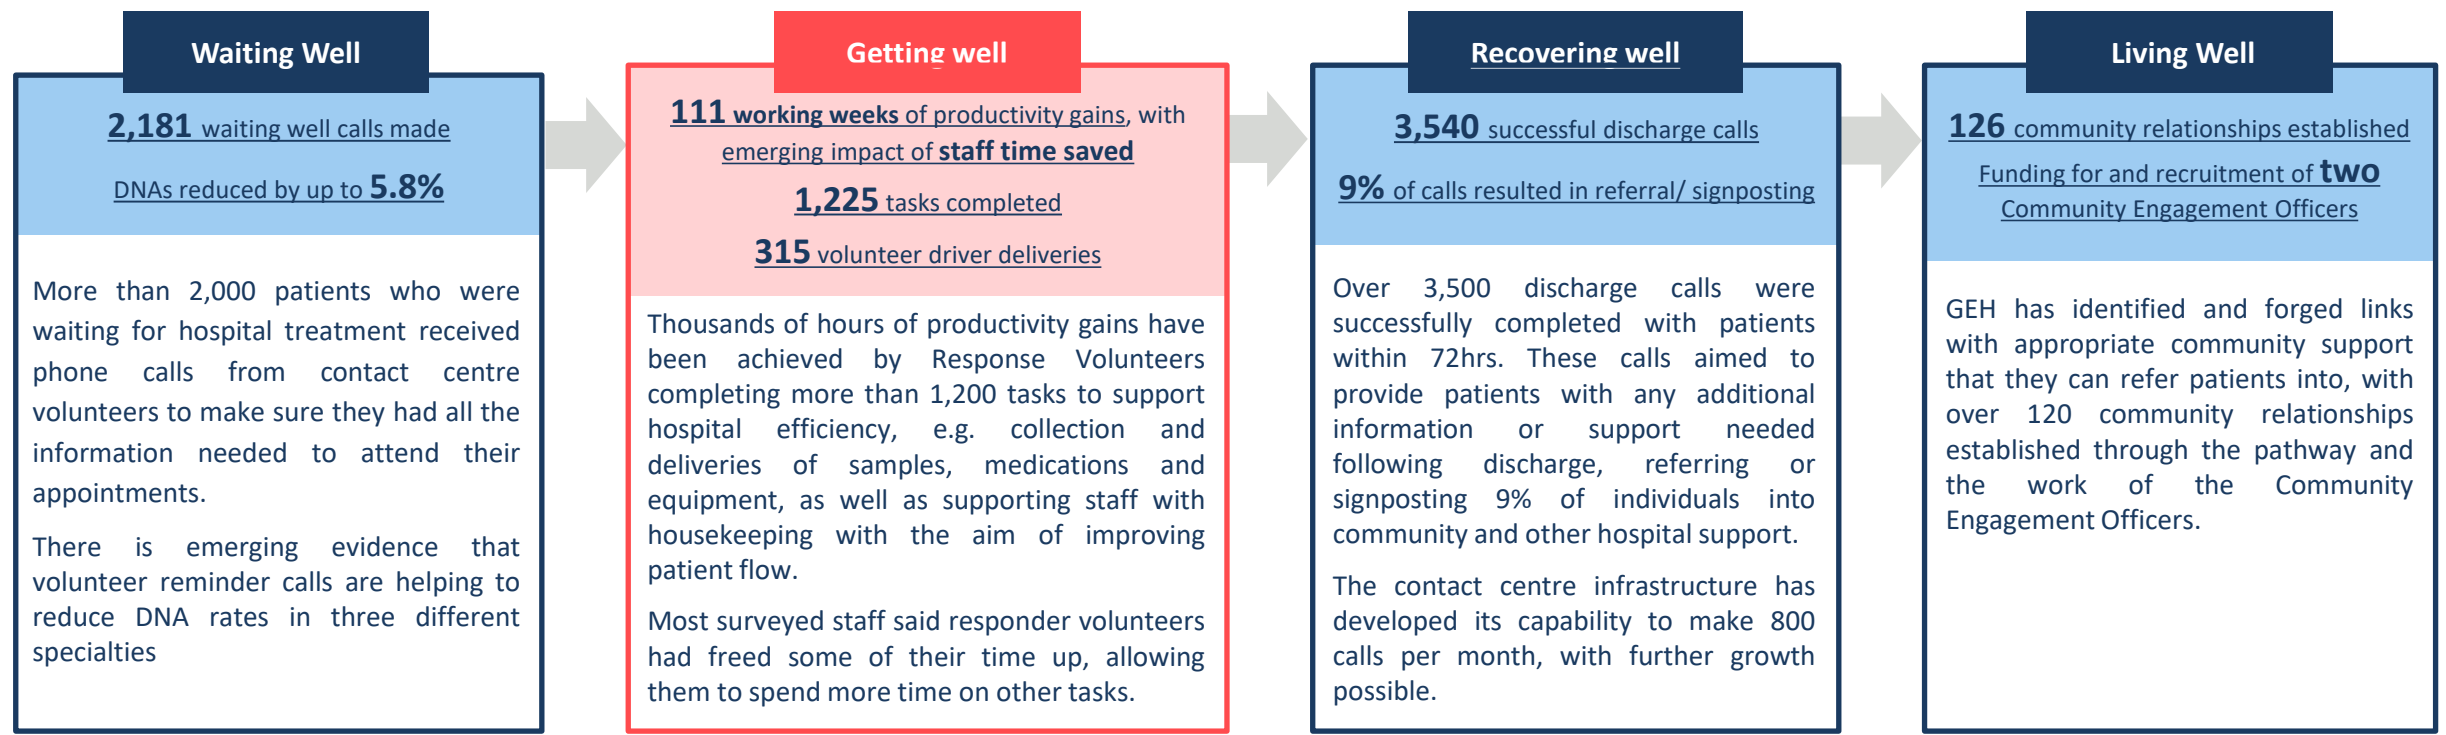 Waiting Well
2,181 waiting well calls made
DNAs reduced by up to 5.8%
More than 2,000 patients who were
waiting for hospital treatment received
phone calls from contact centre
volunteers to make sure they had all the
information needed to attend their
appointments.
There is emerging evidence that
volunteer reminder calls are helping to
reduce DNA rates in three different
specialties
Getting well
111 working weeks of productivity gains, with
emerging impact of staff time saved
1,225 tasks completed
315 volunteer driver deliveries
Thousands of hours of productivity gains have
been achieved by Response Volunteers
completing more than 1,200 tasks to support
hospital efficiency, e.g. collection and
deliveries of samples, medications and
equipment, as well as supporting staff with
housekeeping with the aim of improving
patient flow.
Most surveyed staff said responder volunteers
had freed some of their time up, allowing
them to spend more time on other tasks.
Recovering well
3,540 successful discharge calls
9% of calls resulted in referral/ signposting
Over 3,500 discharge calls were
successfully completed with patients
within 72hrs. These calls aimed to
provide patients with any additional
information or support needed
following discharge, referring or
signposting 9% of individuals into
community and other hospital support.
The contact centre infrastructure has
developed its capability to make 800
calls per month, with further growth
possible.
Living Well
126 community relationships established
Funding for and recruitment of two
Community Engagement Officers
GEH has identified and forged links
with appropriate community support
that they can refer patients into, with
over 120 community relationships
established through the pathway and
the work of the Community
Engagement Officers.